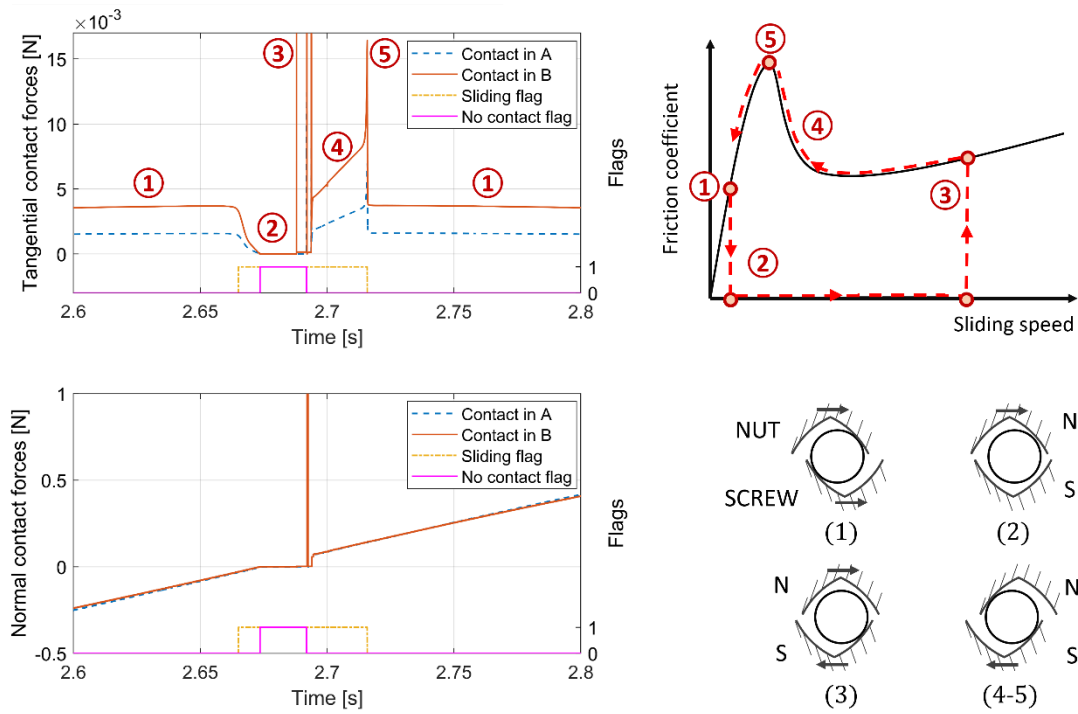 ×10⁻³
Tangential contact forces [N]
15
10
5
0
Contact in A
Contact in B
Sliding flag
No contact flag
① ② ③ ④ ⑤ ①
Flags
1
0
2.6 2.65 2.7 2.75 2.8
Time [s]
Friction coefficient
⑤
④
①
③
②
Sliding speed
Normal contact forces [N]
1
0.5
0
-0.5
Contact in A
Contact in B
Sliding flag
No contact flag
Flags
1
0
2.6 2.65 2.7 2.75 2.8
Time [s]
NUT
SCREW
(1)
N
S
(2)
N
S
(3)
N
S
(4-5)